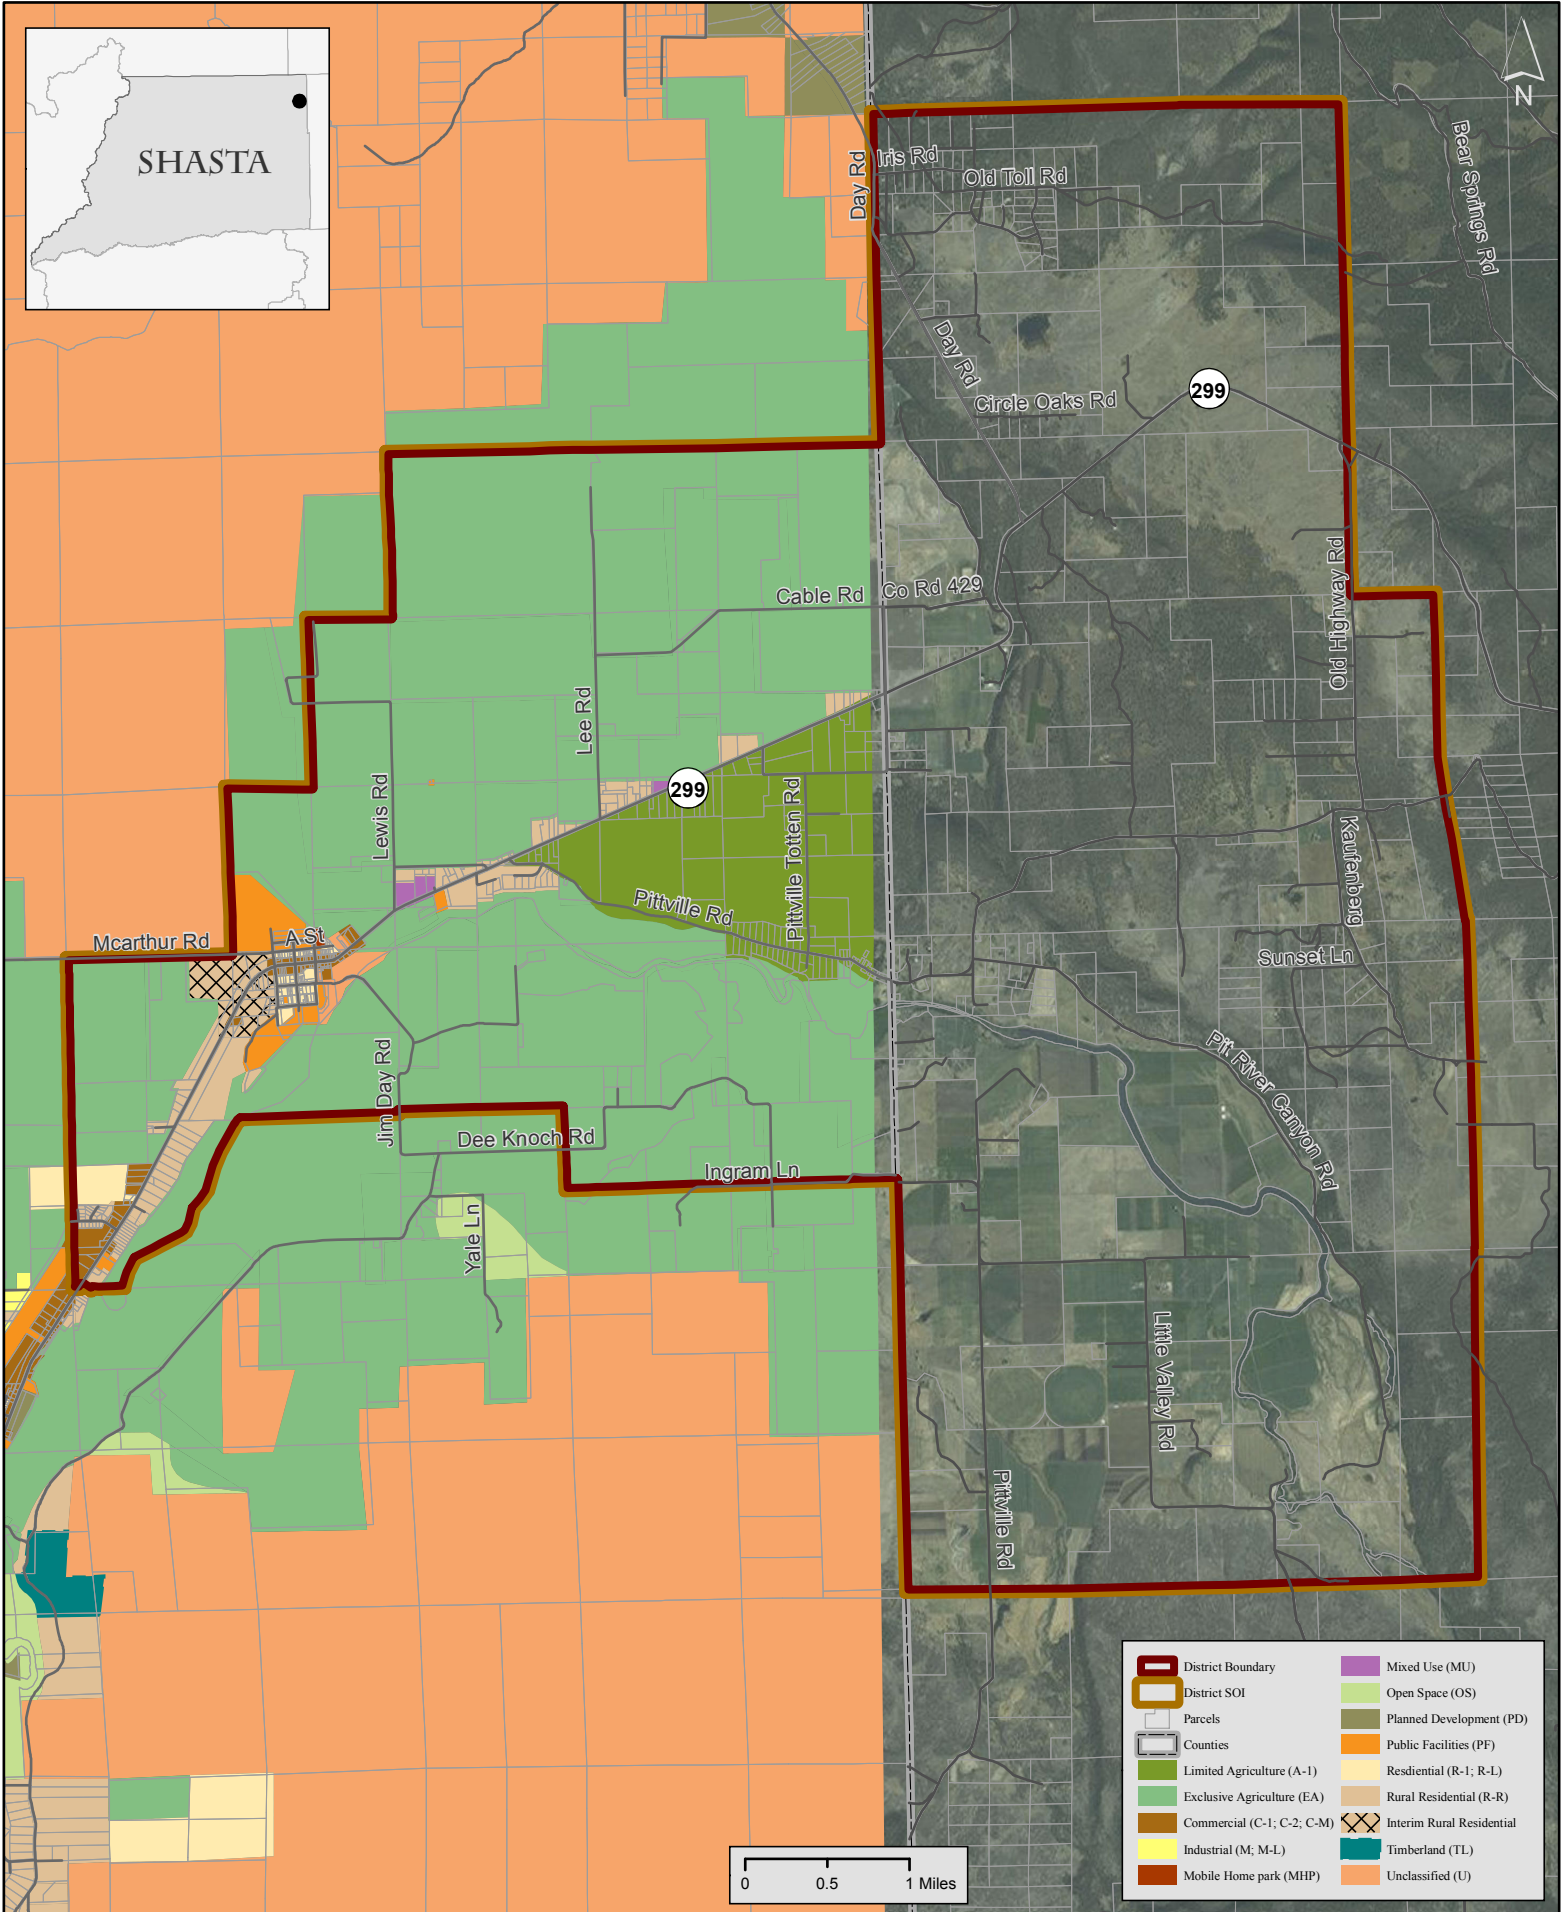 SHASTA
N
Bear Springs Rd
Day Rd
Iris Rd
Old Toll Rd
Day Rd
Circle Oaks Rd
299
Old Highway Rd
Cable Rd
Co Rd 429
Lee Rd
Lewis Rd
299
Pittville Totten Rd
Kaufenberg
Pittville Rd
Mcarthur Rd
A St
Sunset Ln
Jim Day Rd
Pit River Canyon Rd
Dee Knoch Rd
Ingram Ln
Yale Ln
Little Valley Rd
Pittville Rd
District Boundary
District SOI
Parcels
Counties
Limited Agriculture (A-1)
Exclusive Agriculture (EA)
Commercial (C-1; C-2; C-M)
Industrial (M; M-L)
Mobile Home park (MHP)
Mixed Use (MU)
Open Space (OS)
Planned Development (PD)
Public Facilities (PF)
Resdiential (R-1; R-L)
Rural Residential (R-R)
Interim Rural Residential
Timberland (TL)
Unclassified (U)
0 0.5 1 Miles